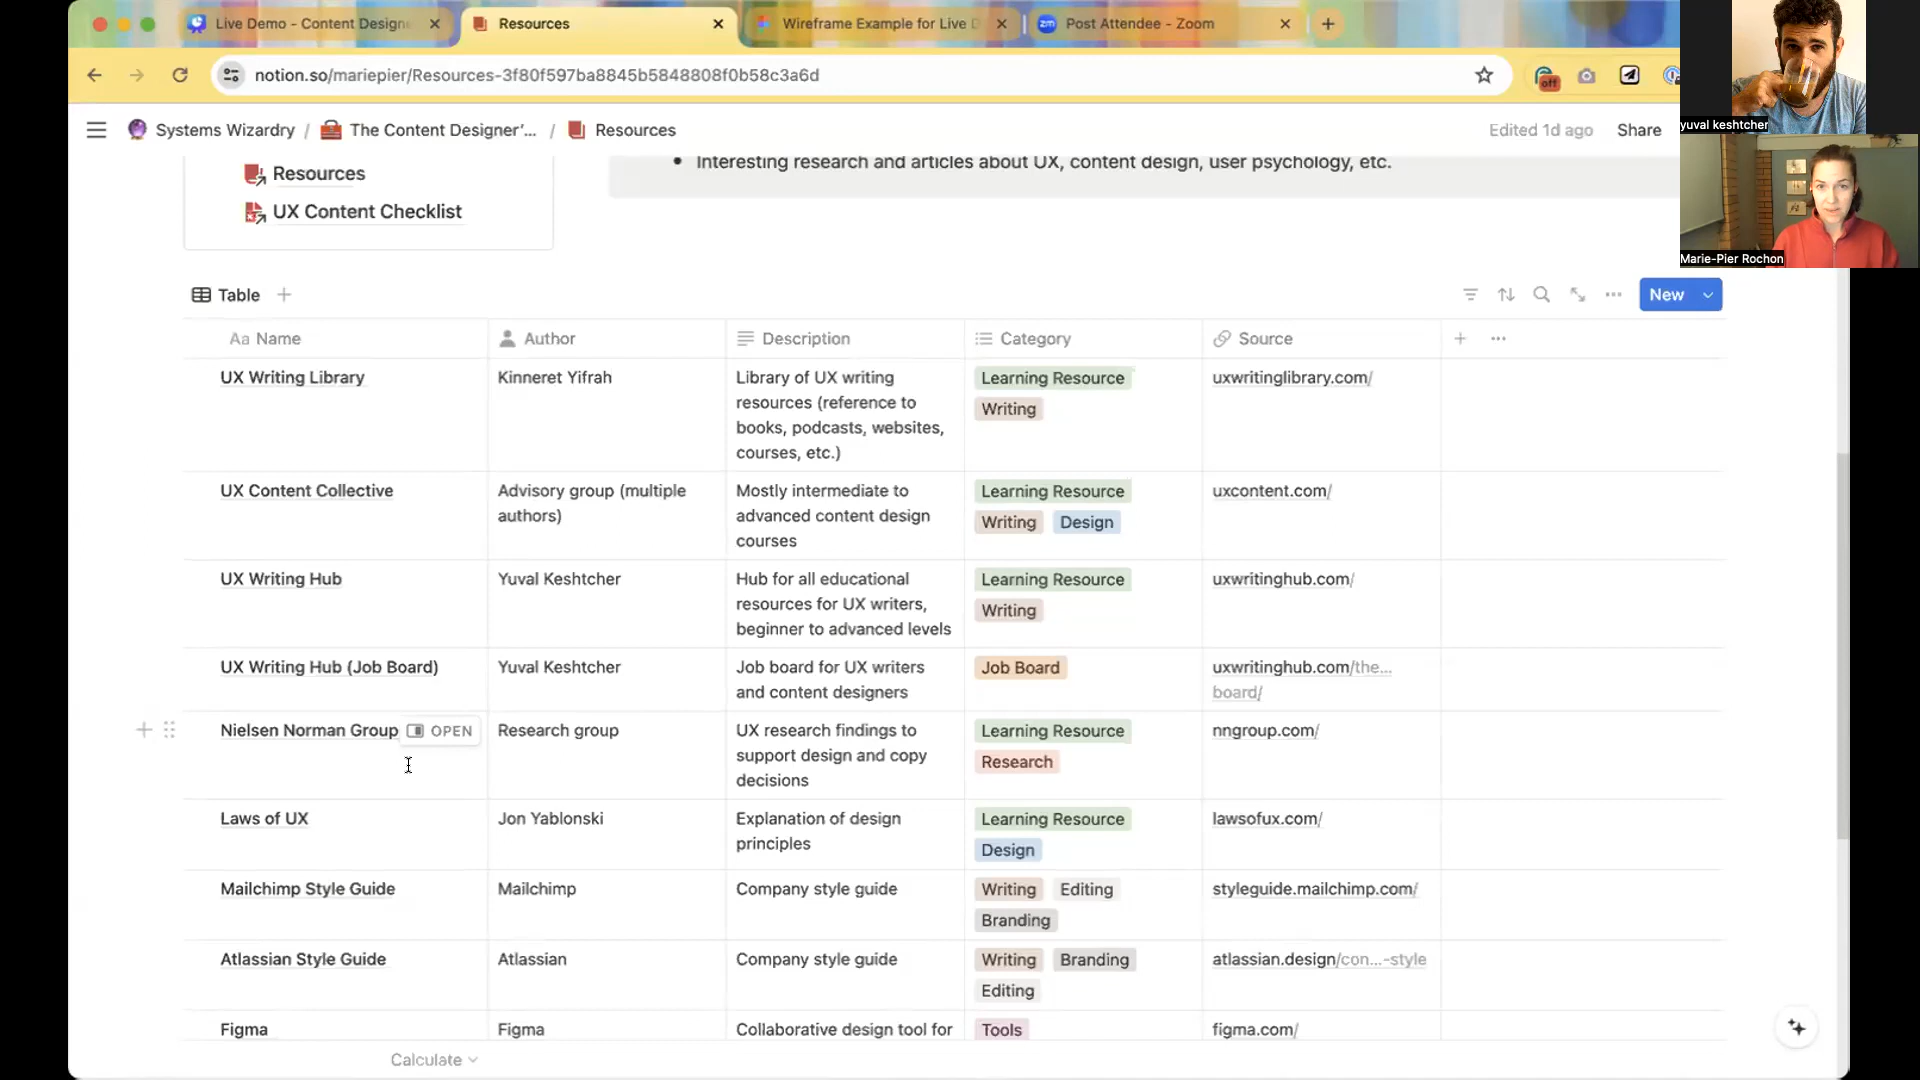 Live Demo - Content Designe
Resources
Wireframe Example for Live D
Post Attendee - Zoom
notion.so/mariepier/Resources-3f80f597ba8845b5848808f0b58c3a6d
off
yuval keshtcher
Systems Wizardry / The Content Designer'... / Resources
Edited 1d ago
Share
Marie-Pier Rochon
Resources
• Interesting research and articles about UX, content design, user psychology, etc.
UX Content Checklist
Table
New
Aa Name
Author
Description
Category
Source
UX Writing Library
Kinneret Yifrah
Library of UX writing
resources (reference to
books, podcasts, websites,
courses, etc.)
Learning Resource
Writing
uxwritinglibrary.com/
UX Content Collective
Advisory group (multiple
authors)
Mostly intermediate to
advanced content design
courses
Learning Resource
Writing Design
uxcontent.com/
UX Writing Hub
Yuval Keshtcher
Hub for all educational
resources for UX writers,
beginner to advanced levels
Learning Resource
Writing
uxwritinghub.com/
UX Writing Hub (Job Board)
Yuval Keshtcher
Job board for UX writers
and content designers
Job Board
uxwritinghub.com/the...
board/
Nielsen Norman Group
OPEN
Research group
UX research findings to
support design and copy
decisions
Learning Resource
Research
nngroup.com/
Laws of UX
Jon Yablonski
Explanation of design
principles
Learning Resource
Design
lawsofux.com/
Mailchimp Style Guide
Mailchimp
Company style guide
Writing Editing
Branding
styleguide.mailchimp.com/
Atlassian Style Guide
Atlassian
Company style guide
Writing Branding
Editing
atlassian.design/con...-style
Figma
Figma
Collaborative design tool for
Tools
figma.com/
Calculate